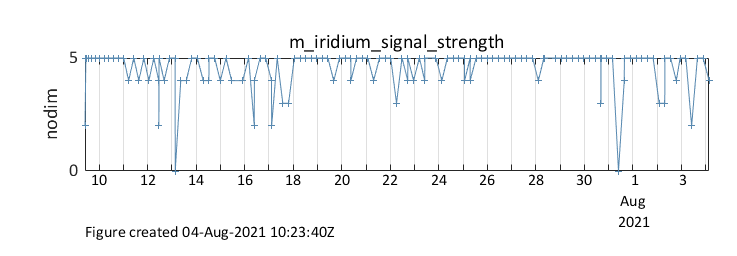 m_iridium_signal_strength
5
nodim
0
10 12 14 16 18 20 22 24 26 28 30 1 3
Aug
2021
Figure created 04-Aug-2021 10:23:40Z